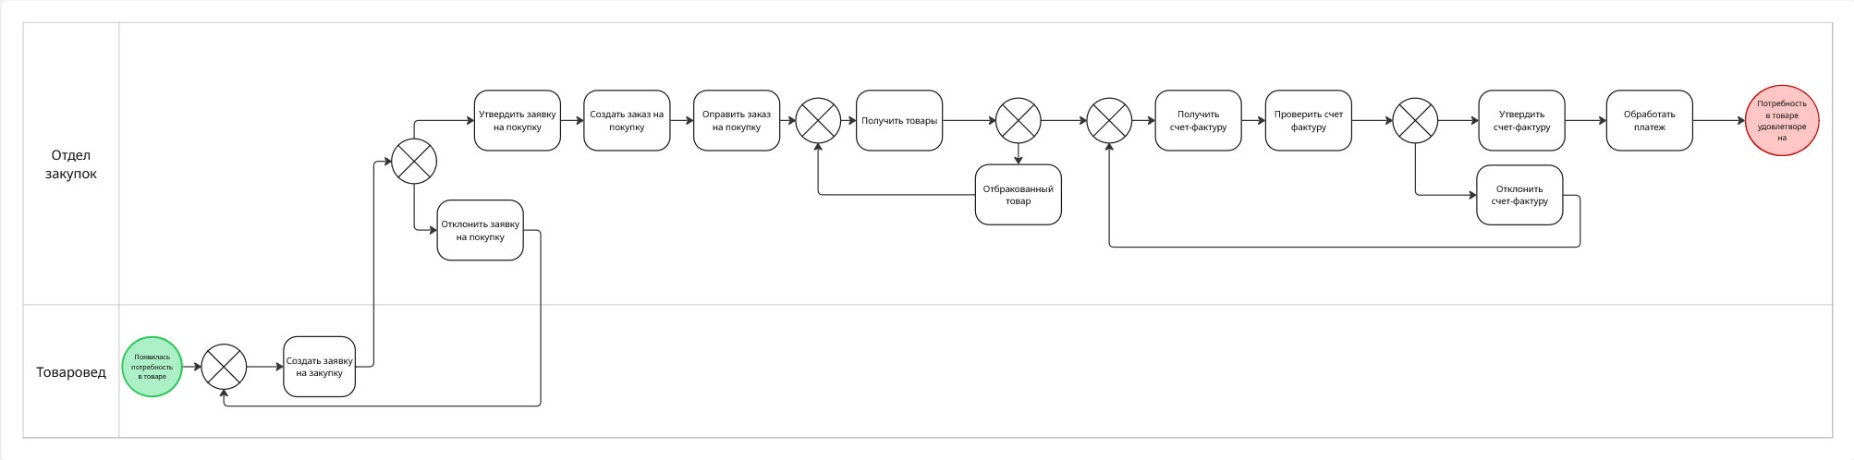 Отдел
закупок
Утвердить заявку
на покупку
Создать заказ на
покупку
Оправить заказ
на покупку
Получить товары
Получить
счет-фактуру
Проверить счет
фактуру
Утвердить
счет-фактуру
Обработать
платеж
Потребность
в товаре
удовлетворе
на
Отбракованный
товар
Отклонить
счет-фактуру
Отклонить заявку
на покупку
Товаровед
Появилась
потребность
в товаре
Создать заявку
на закупку